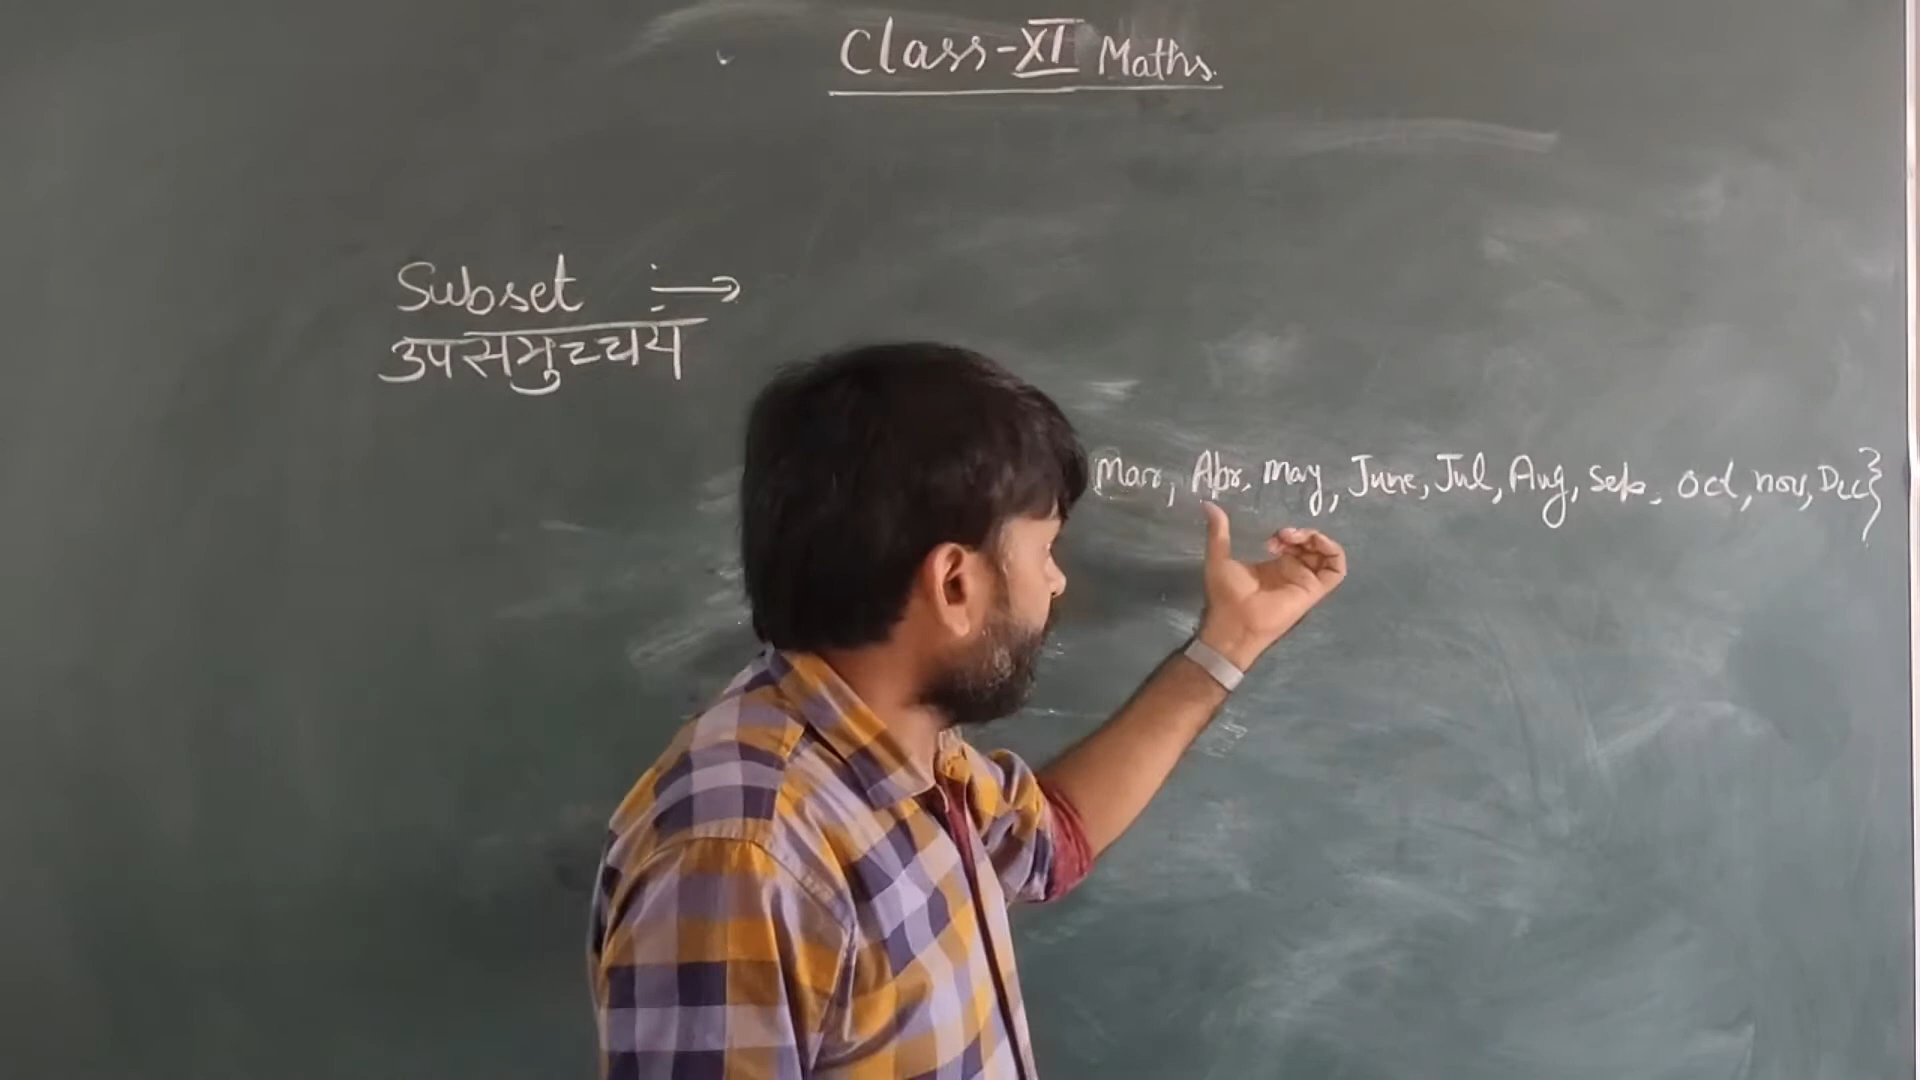 Class-XI Maths.
Subset :→
उपसमुच्चय
Mar, Apr, may, June, Jul, Aug, Sep, Oct, nov, Dec}